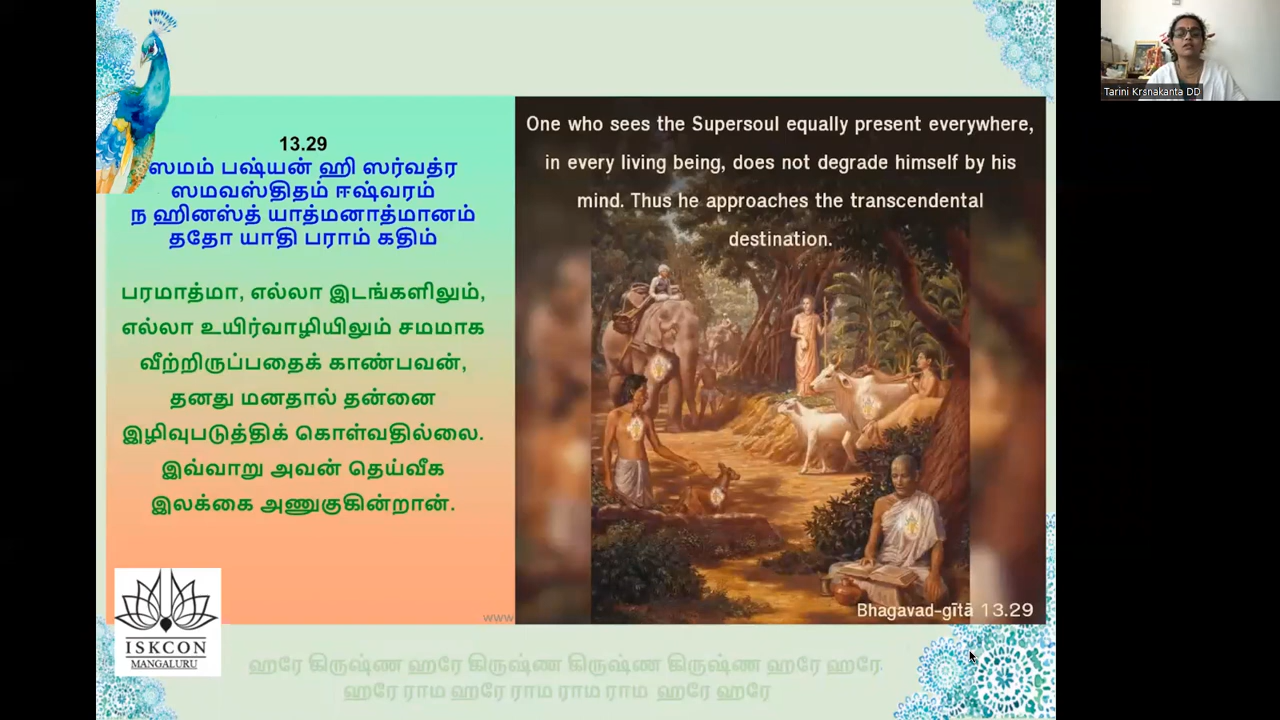 13.29
ஸமம் பஷ்யன் ஹி ஸர்வத்ர
ஸமவஸ்திதம் ஈஷ்வரம்
ந ஹினஸ்த் யாத்மனாத்மானம்
ததோ யாதி பராம் கதிம்
பரமாத்மா, எல்லா இடங்களிலும்,
எல்லா உயிர்வாழியிலும் சமமாக
வீற்றிருப்பதைக் காண்பவன்,
தனது மனதால் தன்னை
இழிவுபடுத்திக் கொள்வதில்லை.
இவ்வாறு அவன் தெய்வீக
இலக்கை அணுகுகின்றான்.
ISKCON
MANGALURU
One who sees the Supersoul equally present everywhere,
in every living being, does not degrade himself by his
mind. Thus he approaches the transcendental
destination.
Bhagavad-gītā 13.29
www
ஹரே கிருஷ்ண ஹரே கிருஷ்ண கிருஷ்ண கிருஷ்ண ஹரே ஹரே.
ஹரே ராம ஹரே ராம ராம ராம ஹரே ஹரே
Tarini Krsnakanta DD